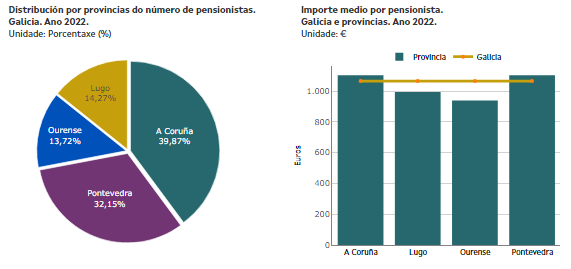 Distribución por provincias do número de pensionistas.
Galicia. Ano 2022.
Unidade: Porcentaxe (%)
Lugo
14,27%
A Coruña
39,87%
Ourense
13,72%
Pontevedra
32,15%
Importe medio por pensionista.
Galicia e provincias. Ano 2022.
Unidade: €
Provincia
Galicia
1.000
800
600
400
200
0
Euros
A Coruña
Lugo
Ourense
Pontevedra